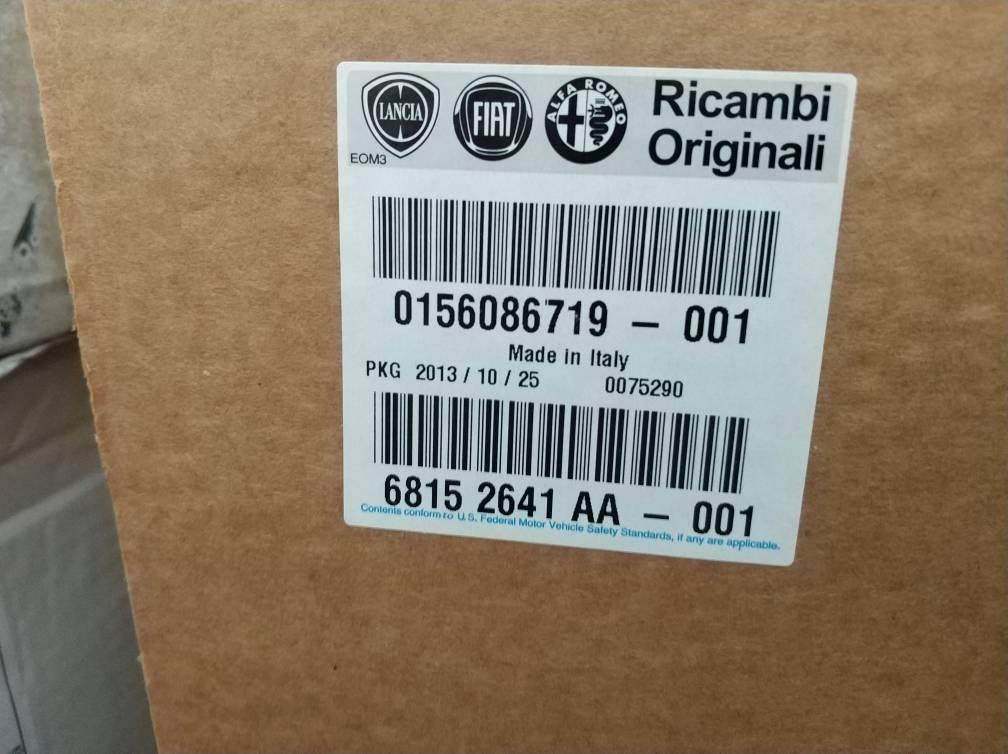 LANCIA
FIAT
ALFA ROMEO
Ricambi
Originali
EOM3
0156086719 – 001
Made in Italy
PKG 2013 / 10 / 25 0075290
6815 2641 AA – 001
Contents conform to U.S. Federal Motor Vehicle Safety Standards, if any are applicable.